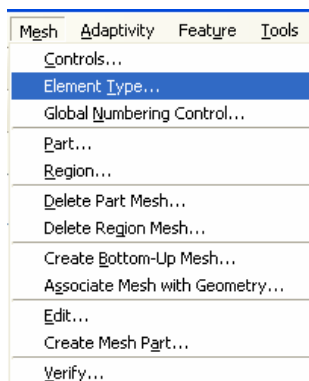 Mesh Adaptivity Feature Tools
Controls...
Element Type...
Global Numbering Control...
Part...
Region...
Delete Part Mesh...
Delete Region Mesh...
Create Bottom-Up Mesh...
Associate Mesh with Geometry...
Edit...
Create Mesh Part...
Verify...